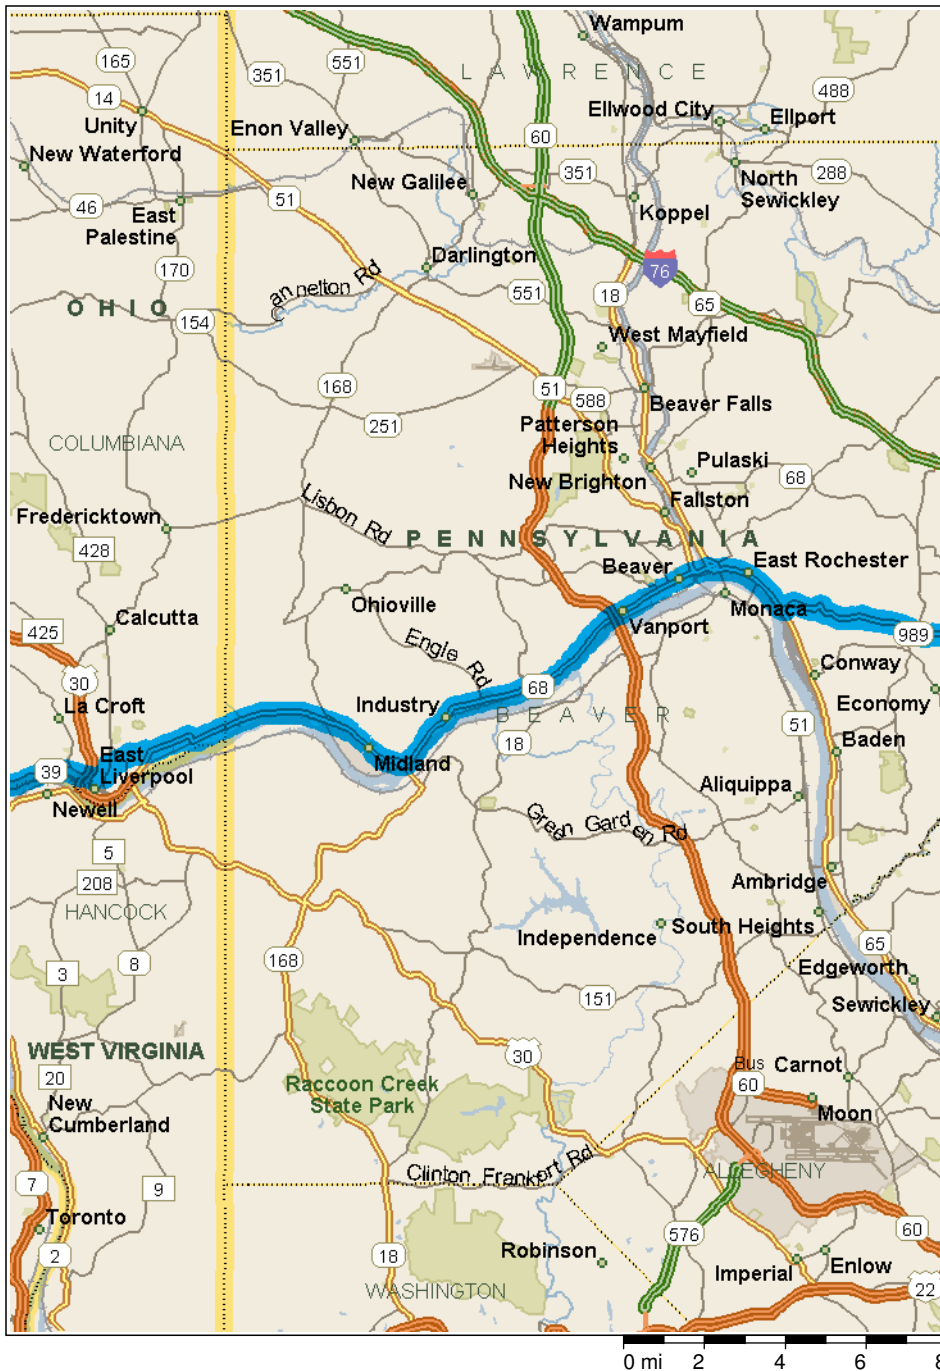 Wampum
165
551
351
L A W R E N C E
14
488
Ellwood City
Ellport
Unity
Enon Valley
60
New Waterford
351
288
New Galilee
North
Sewickley
51
46
Koppel
East
Palestine
Darlington
170
76
Cannelton Rd
551
18
65
O H I O
154
West Mayfield
168
51
588
Beaver Falls
251
Patterson
Heights
COLUMBIANA
Pulaski
New Brighton
68
Lisbon Rd
Fallston
Fredericktown
P E N N S Y L V A N I A
428
Beaver
East Rochester
Ohioville
Monaca
Calcutta
Vanport
425
989
Engle Rd
Conway
30
68
La Croft
Industry
Economy
B E A V E R
51
18
Baden
East
Liverpool
Midland
39
Aliquippa
Newell
Green Garden Rd
5
Ambridge
208
HANCOCK
South Heights
Independence
65
168
8
3
Edgeworth
151
Sewickley
WEST VIRGINIA
30
Bus
60
Carnot
20
Raccoon Creek
State Park
New
Cumberland
Moon
Clinton Frankfort Rd
ALLEGHENY
7
9
Toronto
60
576
2
18
Robinson
Enlow
Imperial
WASHINGTON
22
0 mi 2 4 6 8